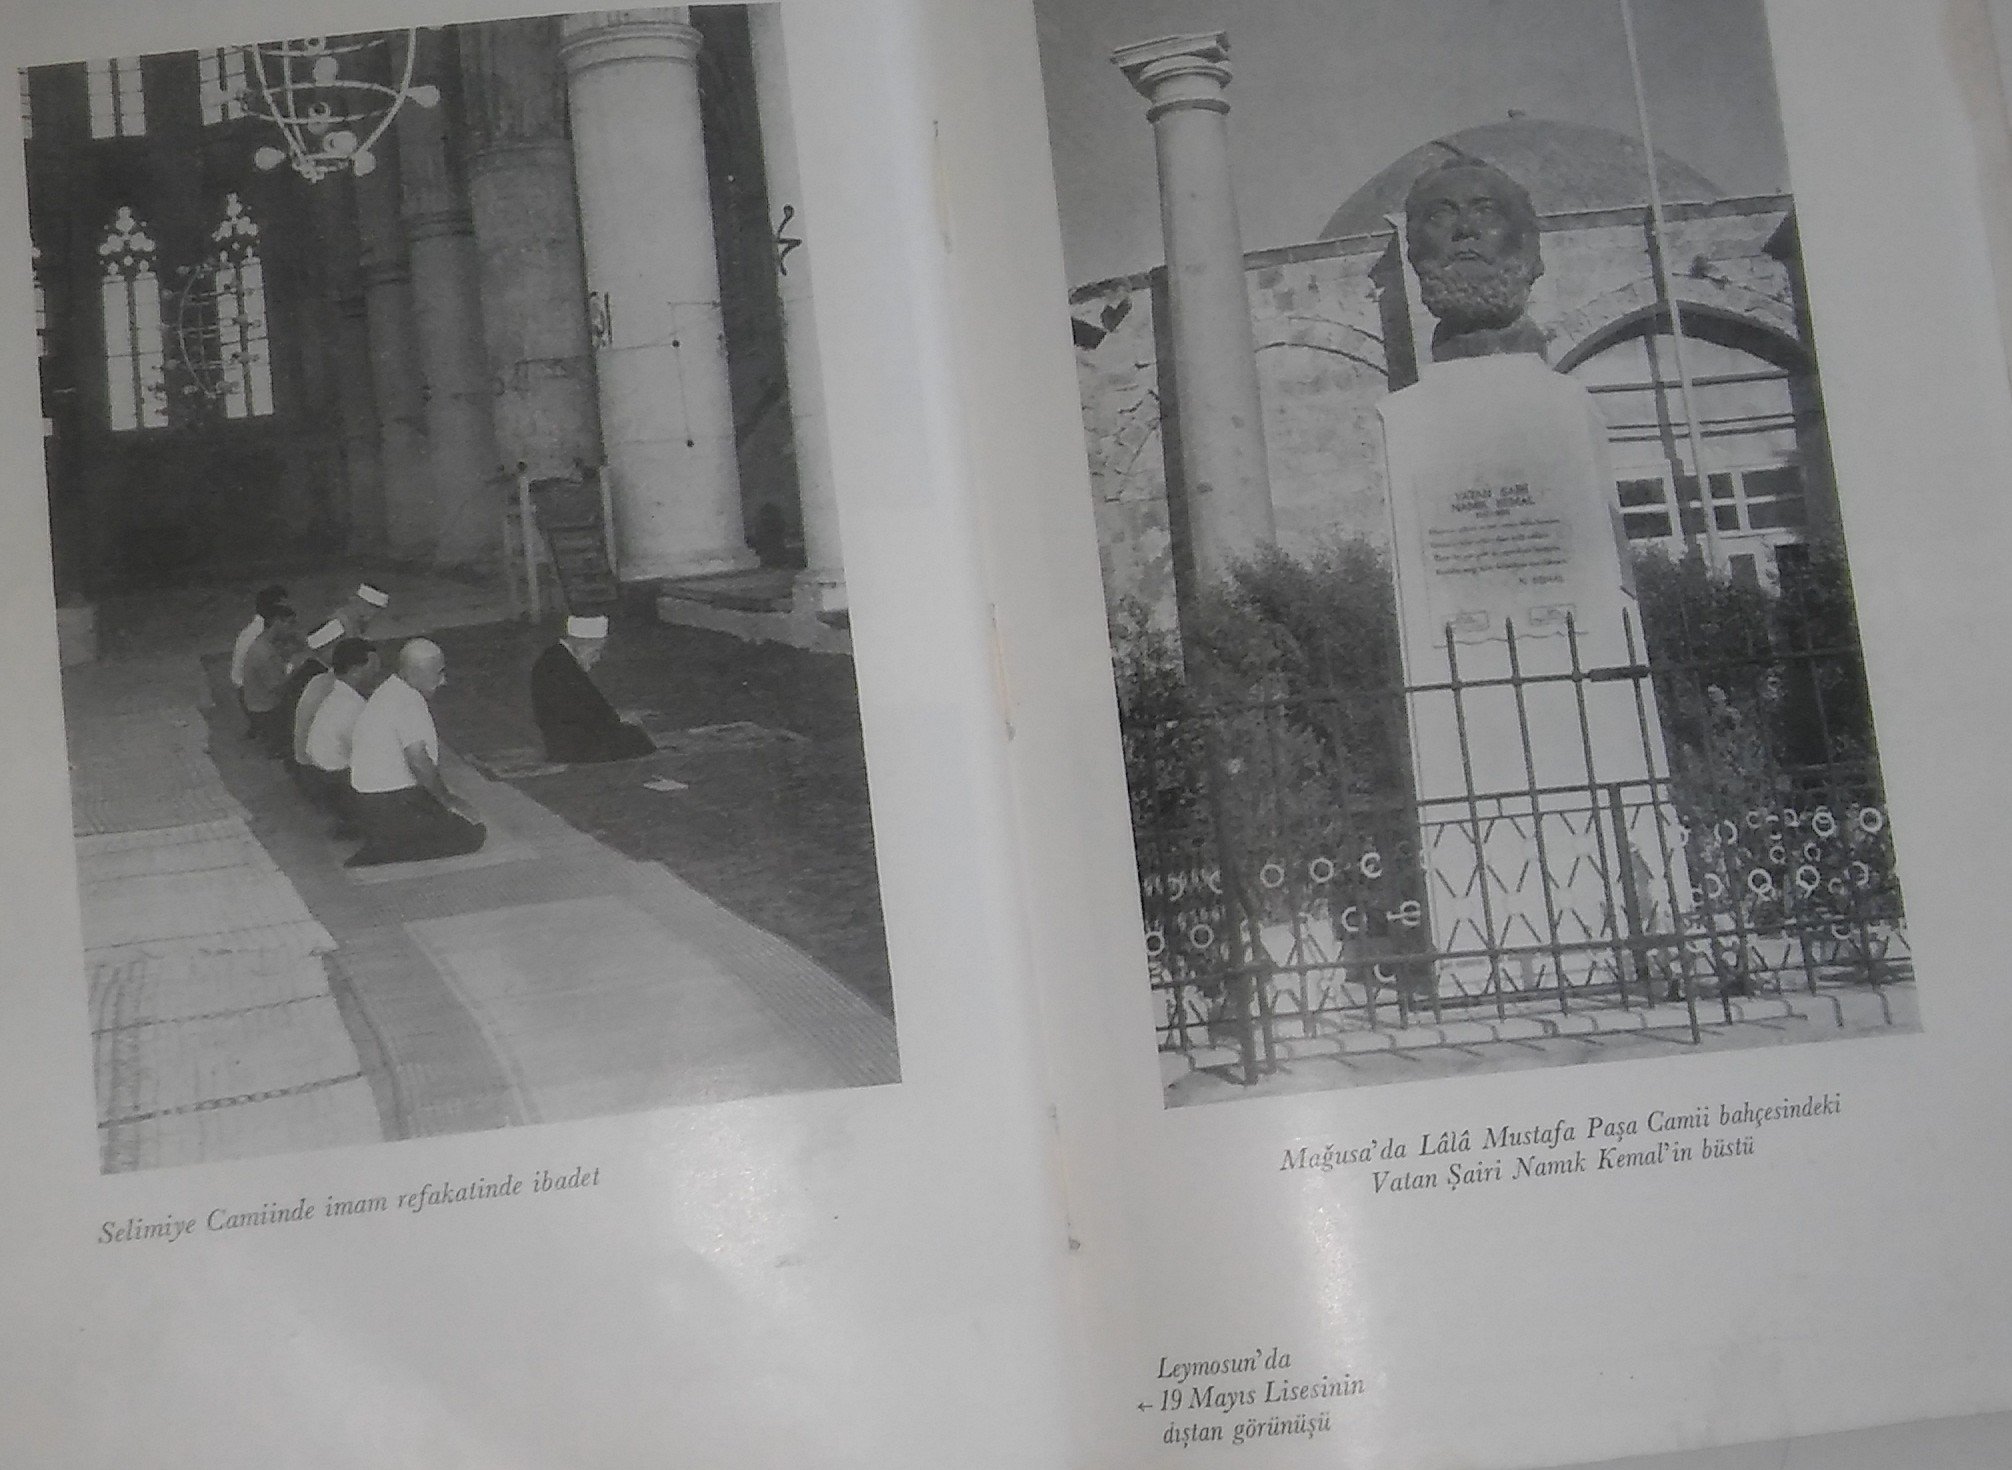 Selimiye Camiinde imam refakatinde ibadet
VATAN ŞAİRİ
NAMIK KEMAL
N. KEMAL
Mağusa'da Lâlâ Mustafa Paşa Camii bahçesindeki
Vatan Şairi Namık Kemal'in büstü
Leymosun'da
← 19 Mayıs Lisesinin
dıştan görünüşü